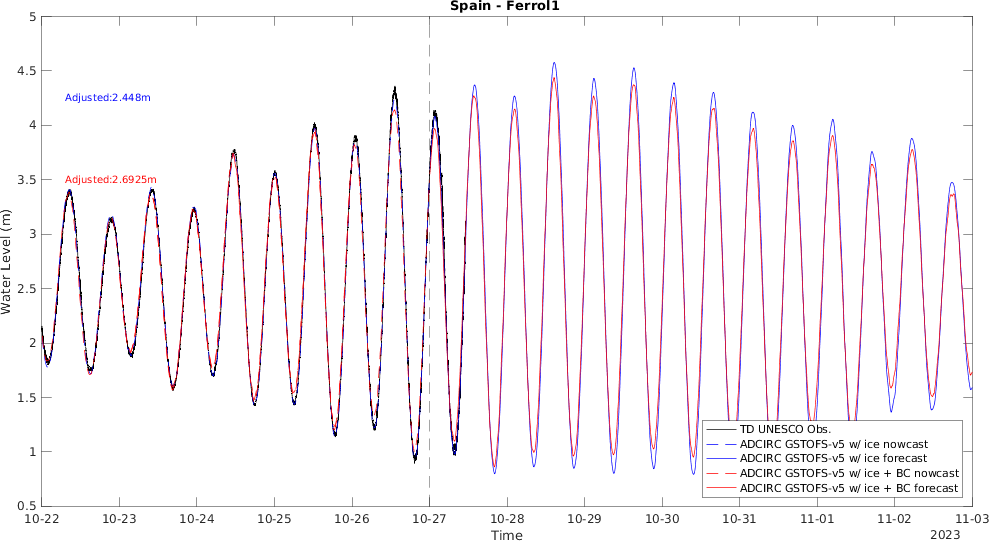 Spain - Ferrol1
5
4.5
4
3.5
3
2.5
2
1.5
1
0.5
Water Level (m)
Adjusted:2.448m
Adjusted:2.6925m
TD UNESCO Obs.
ADCIRC GSTOFS-v5 w/ ice nowcast
ADCIRC GSTOFS-v5 w/ ice forecast
ADCIRC GSTOFS-v5 w/ ice + BC nowcast
ADCIRC GSTOFS-v5 w/ ice + BC forecast
10-22 10-23 10-24 10-25 10-26 10-27 10-28 10-29 10-30 10-31 11-01 11-02 11-03
Time
2023